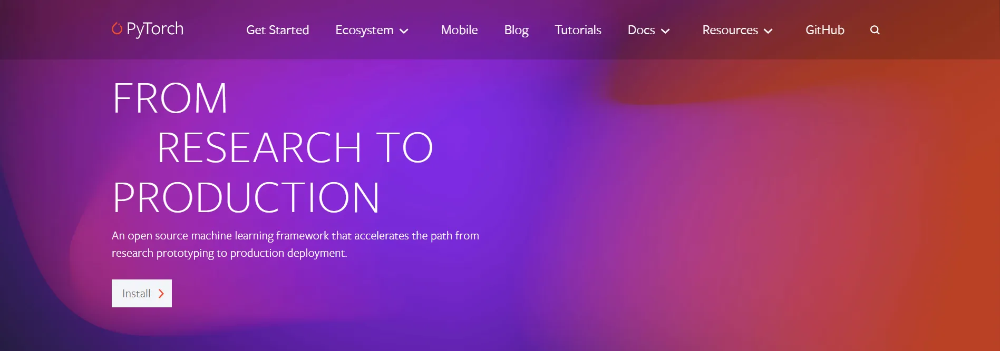 PyTorch Get Started Ecosystem Mobile Blog Tutorials Docs Resources GitHub
FROM
RESEARCH TO
PRODUCTION
An open source machine learning framework that accelerates the path from
research prototyping to production deployment.
Install